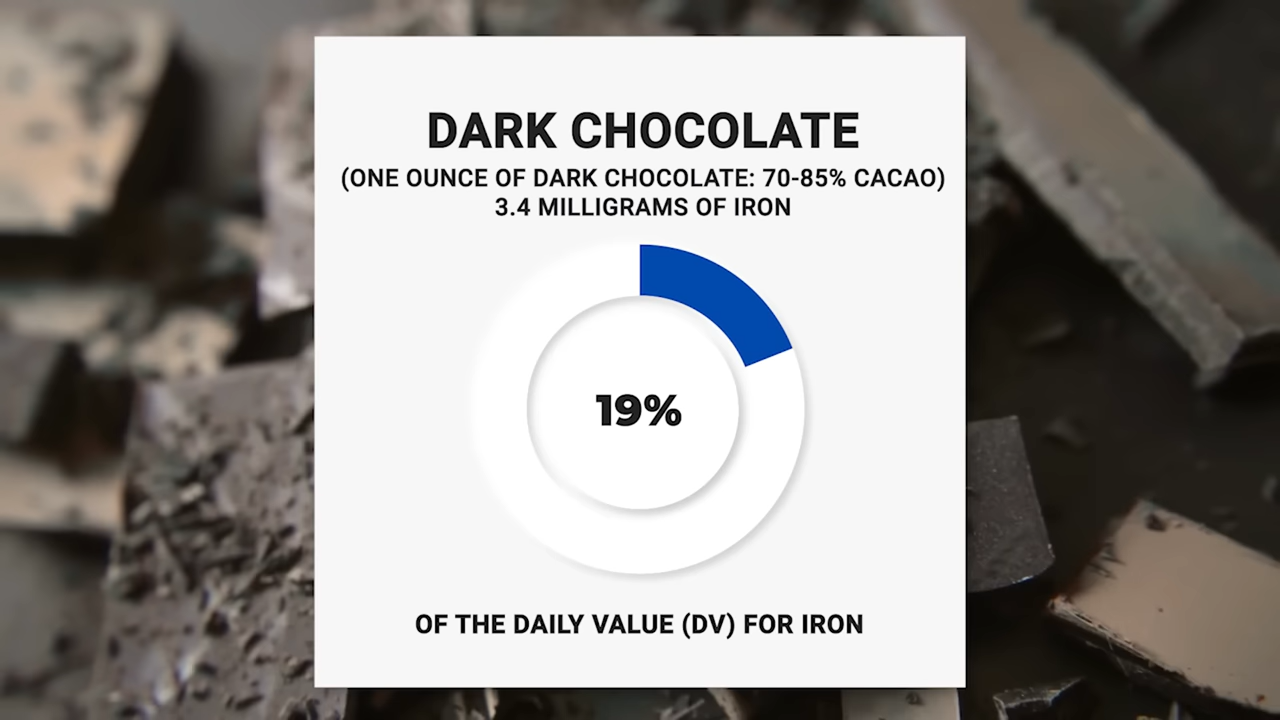 DARK CHOCOLATE
(ONE OUNCE OF DARK CHOCOLATE: 70-85% CACAO)
3.4 MILLIGRAMS OF IRON
19%
OF THE DAILY VALUE (DV) FOR IRON